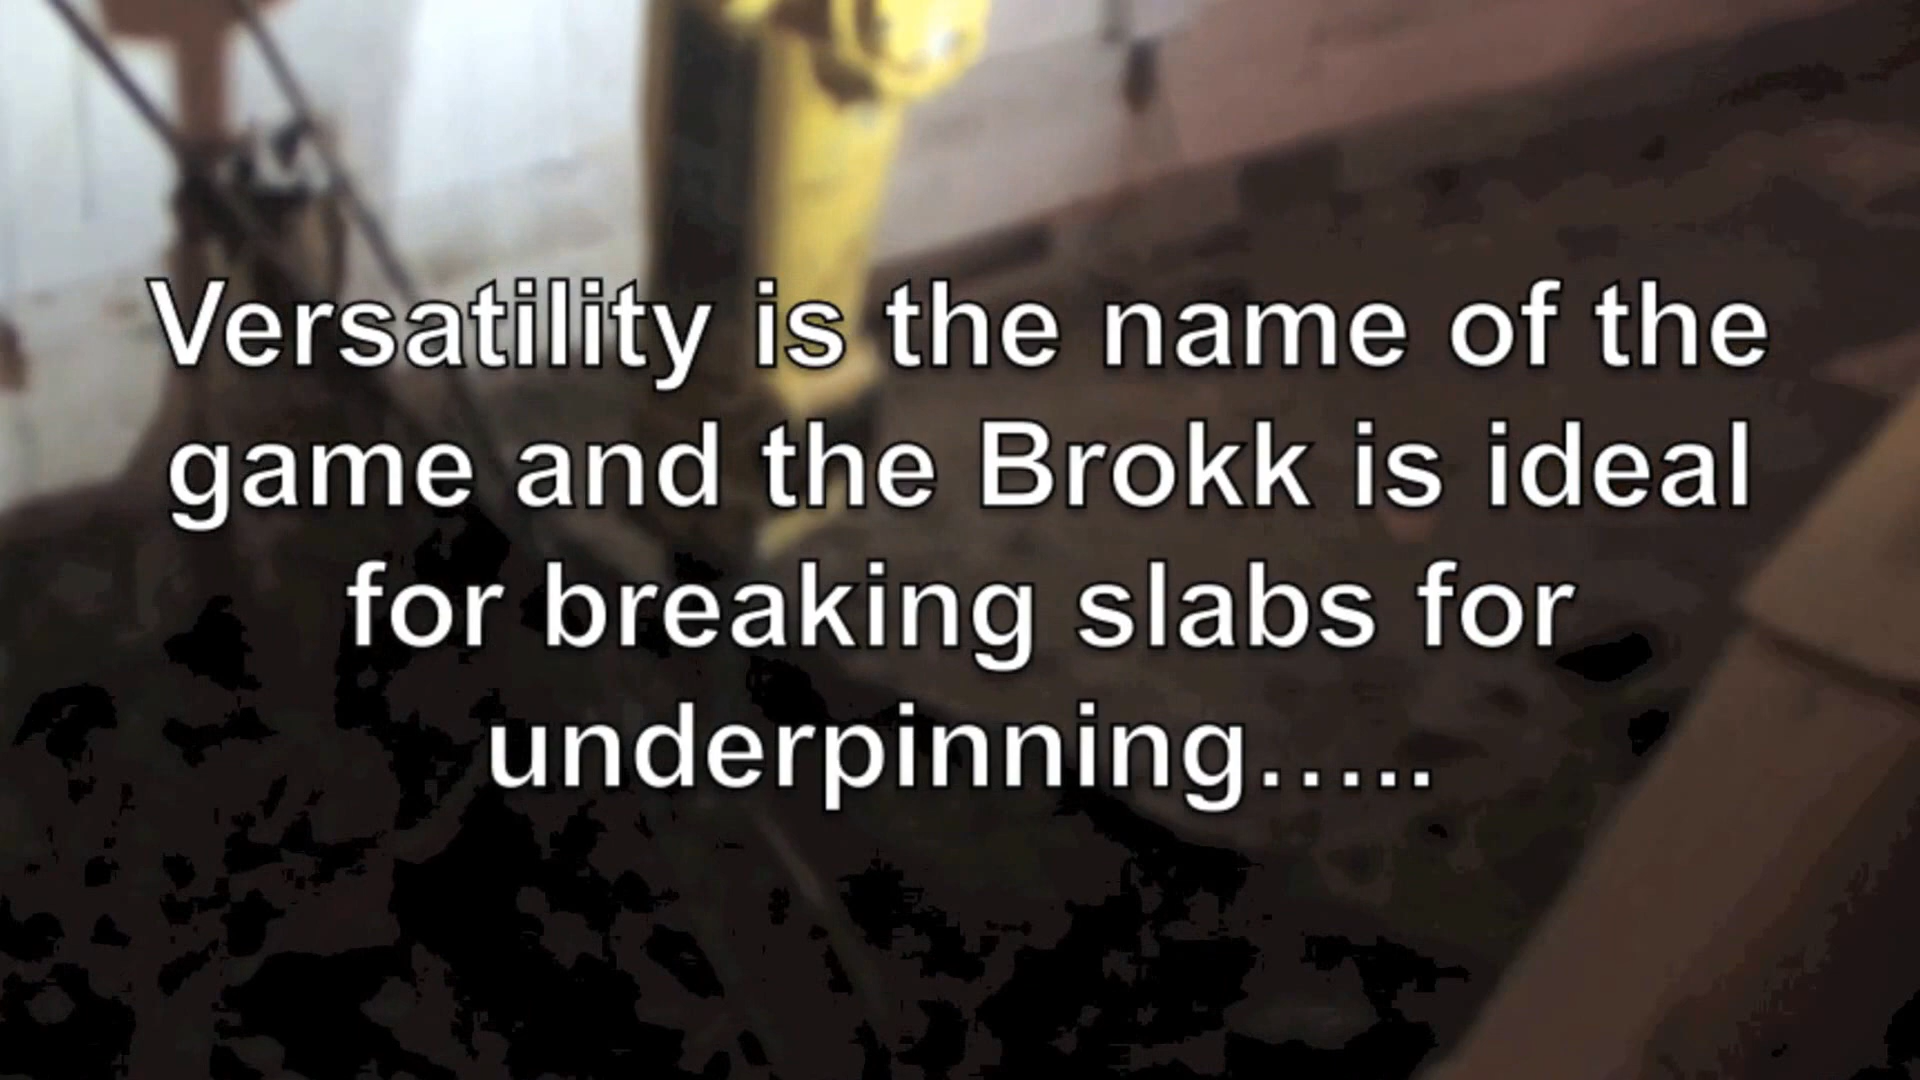 Versatility is the name of the
game and the Brokk is ideal
for breaking slabs for
underpinning…..